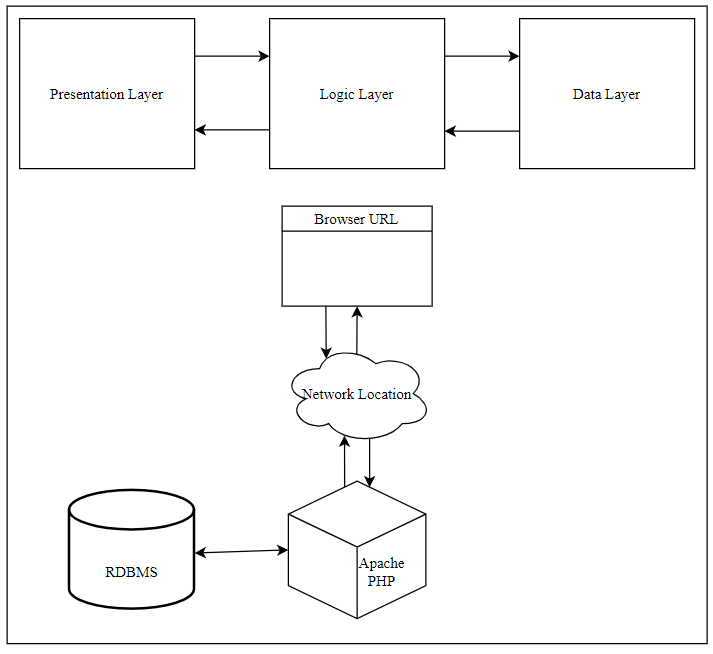 Presentation Layer
Logic Layer
Data Layer
Browser URL
Network Location
RDBMS
Apache
PHP